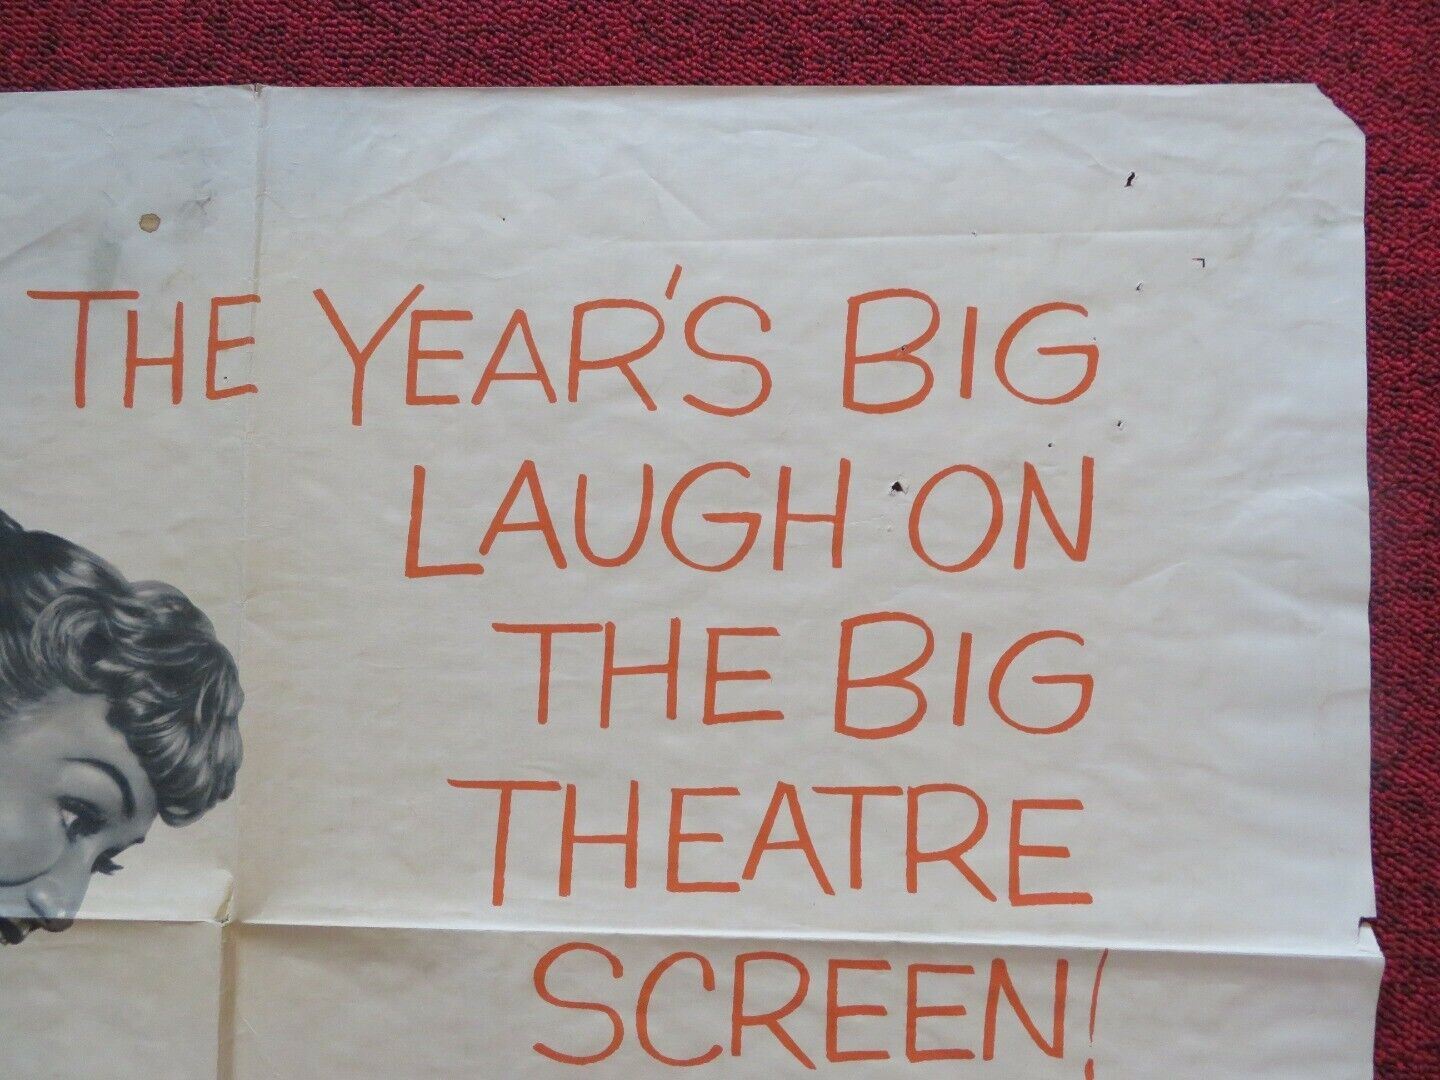 THE YEAR'S BIG
LAUGH ON
THE BIG
THEATRE
SCREEN!